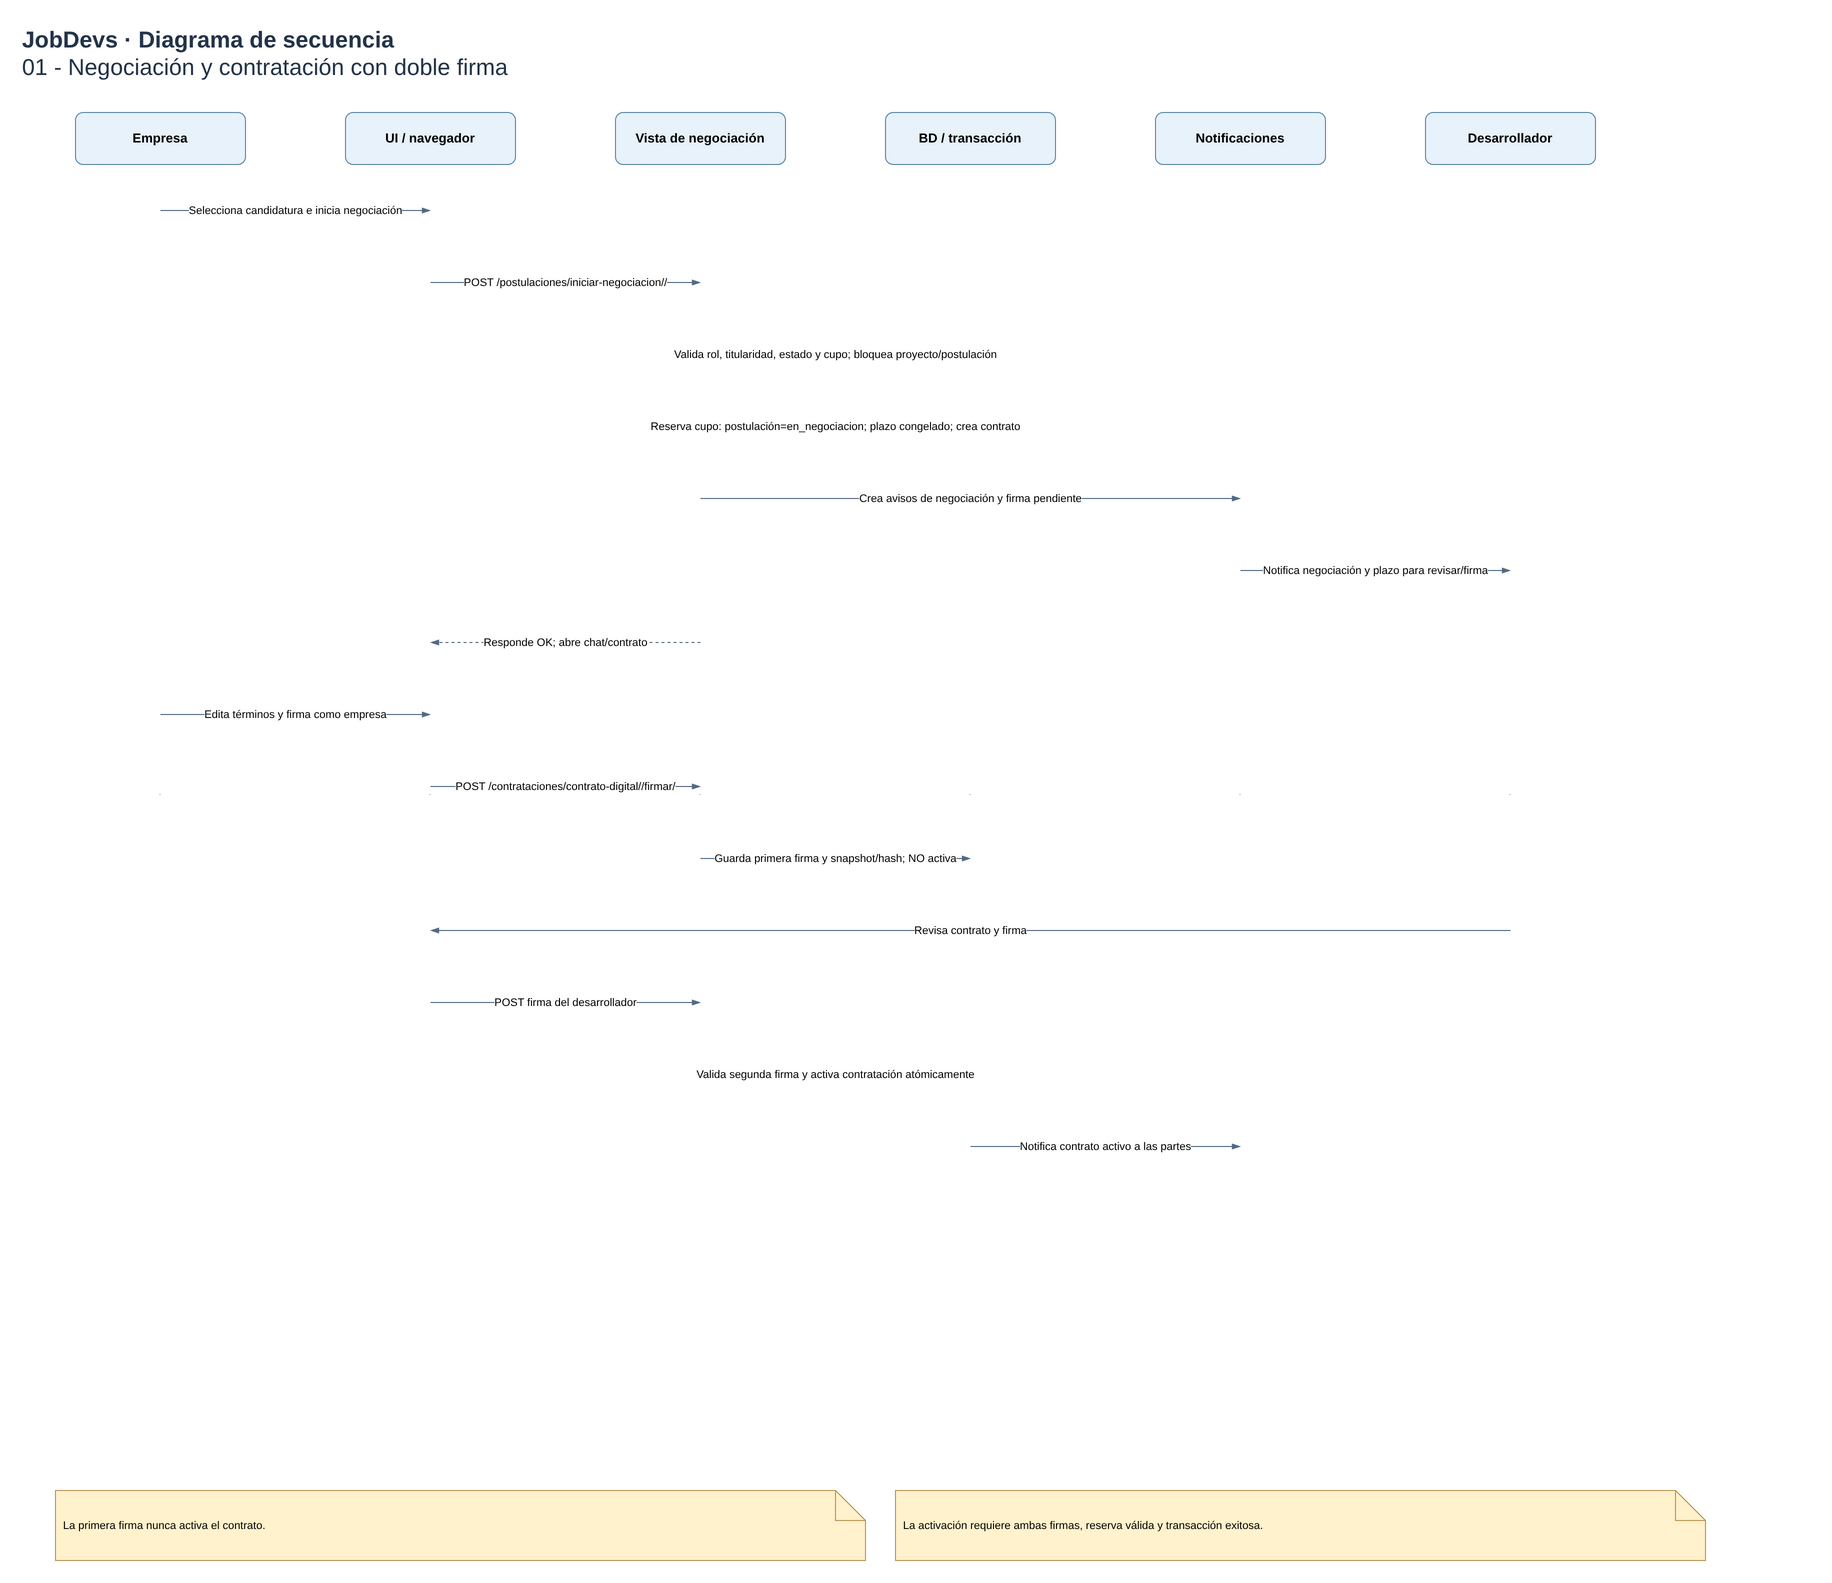 JobDevs · Diagrama de secuencia
01 - Negociación y contratación con doble firma
Empresa
UI / navegador
Vista de negociación
BD / transacción
Notificaciones
Desarrollador
Selecciona candidatura e inicia negociación
POST /postulaciones/iniciar-negociacion//
Valida rol, titularidad, estado y cupo; bloquea proyecto/postulación
Reserva cupo: postulación=en_negociacion; plazo congelado; crea contrato
Crea avisos de negociación y firma pendiente
Notifica negociación y plazo para revisar/firma
Responde OK; abre chat/contrato
Edita términos y firma como empresa
POST /contrataciones/contrato-digital//firmar/
Guarda primera firma y snapshot/hash; NO activa
Revisa contrato y firma
POST firma del desarrollador
Valida segunda firma y activa contratación atómicamente
Notifica contrato activo a las partes
La primera firma nunca activa el contrato.
La activación requiere ambas firmas, reserva válida y transacción exitosa.